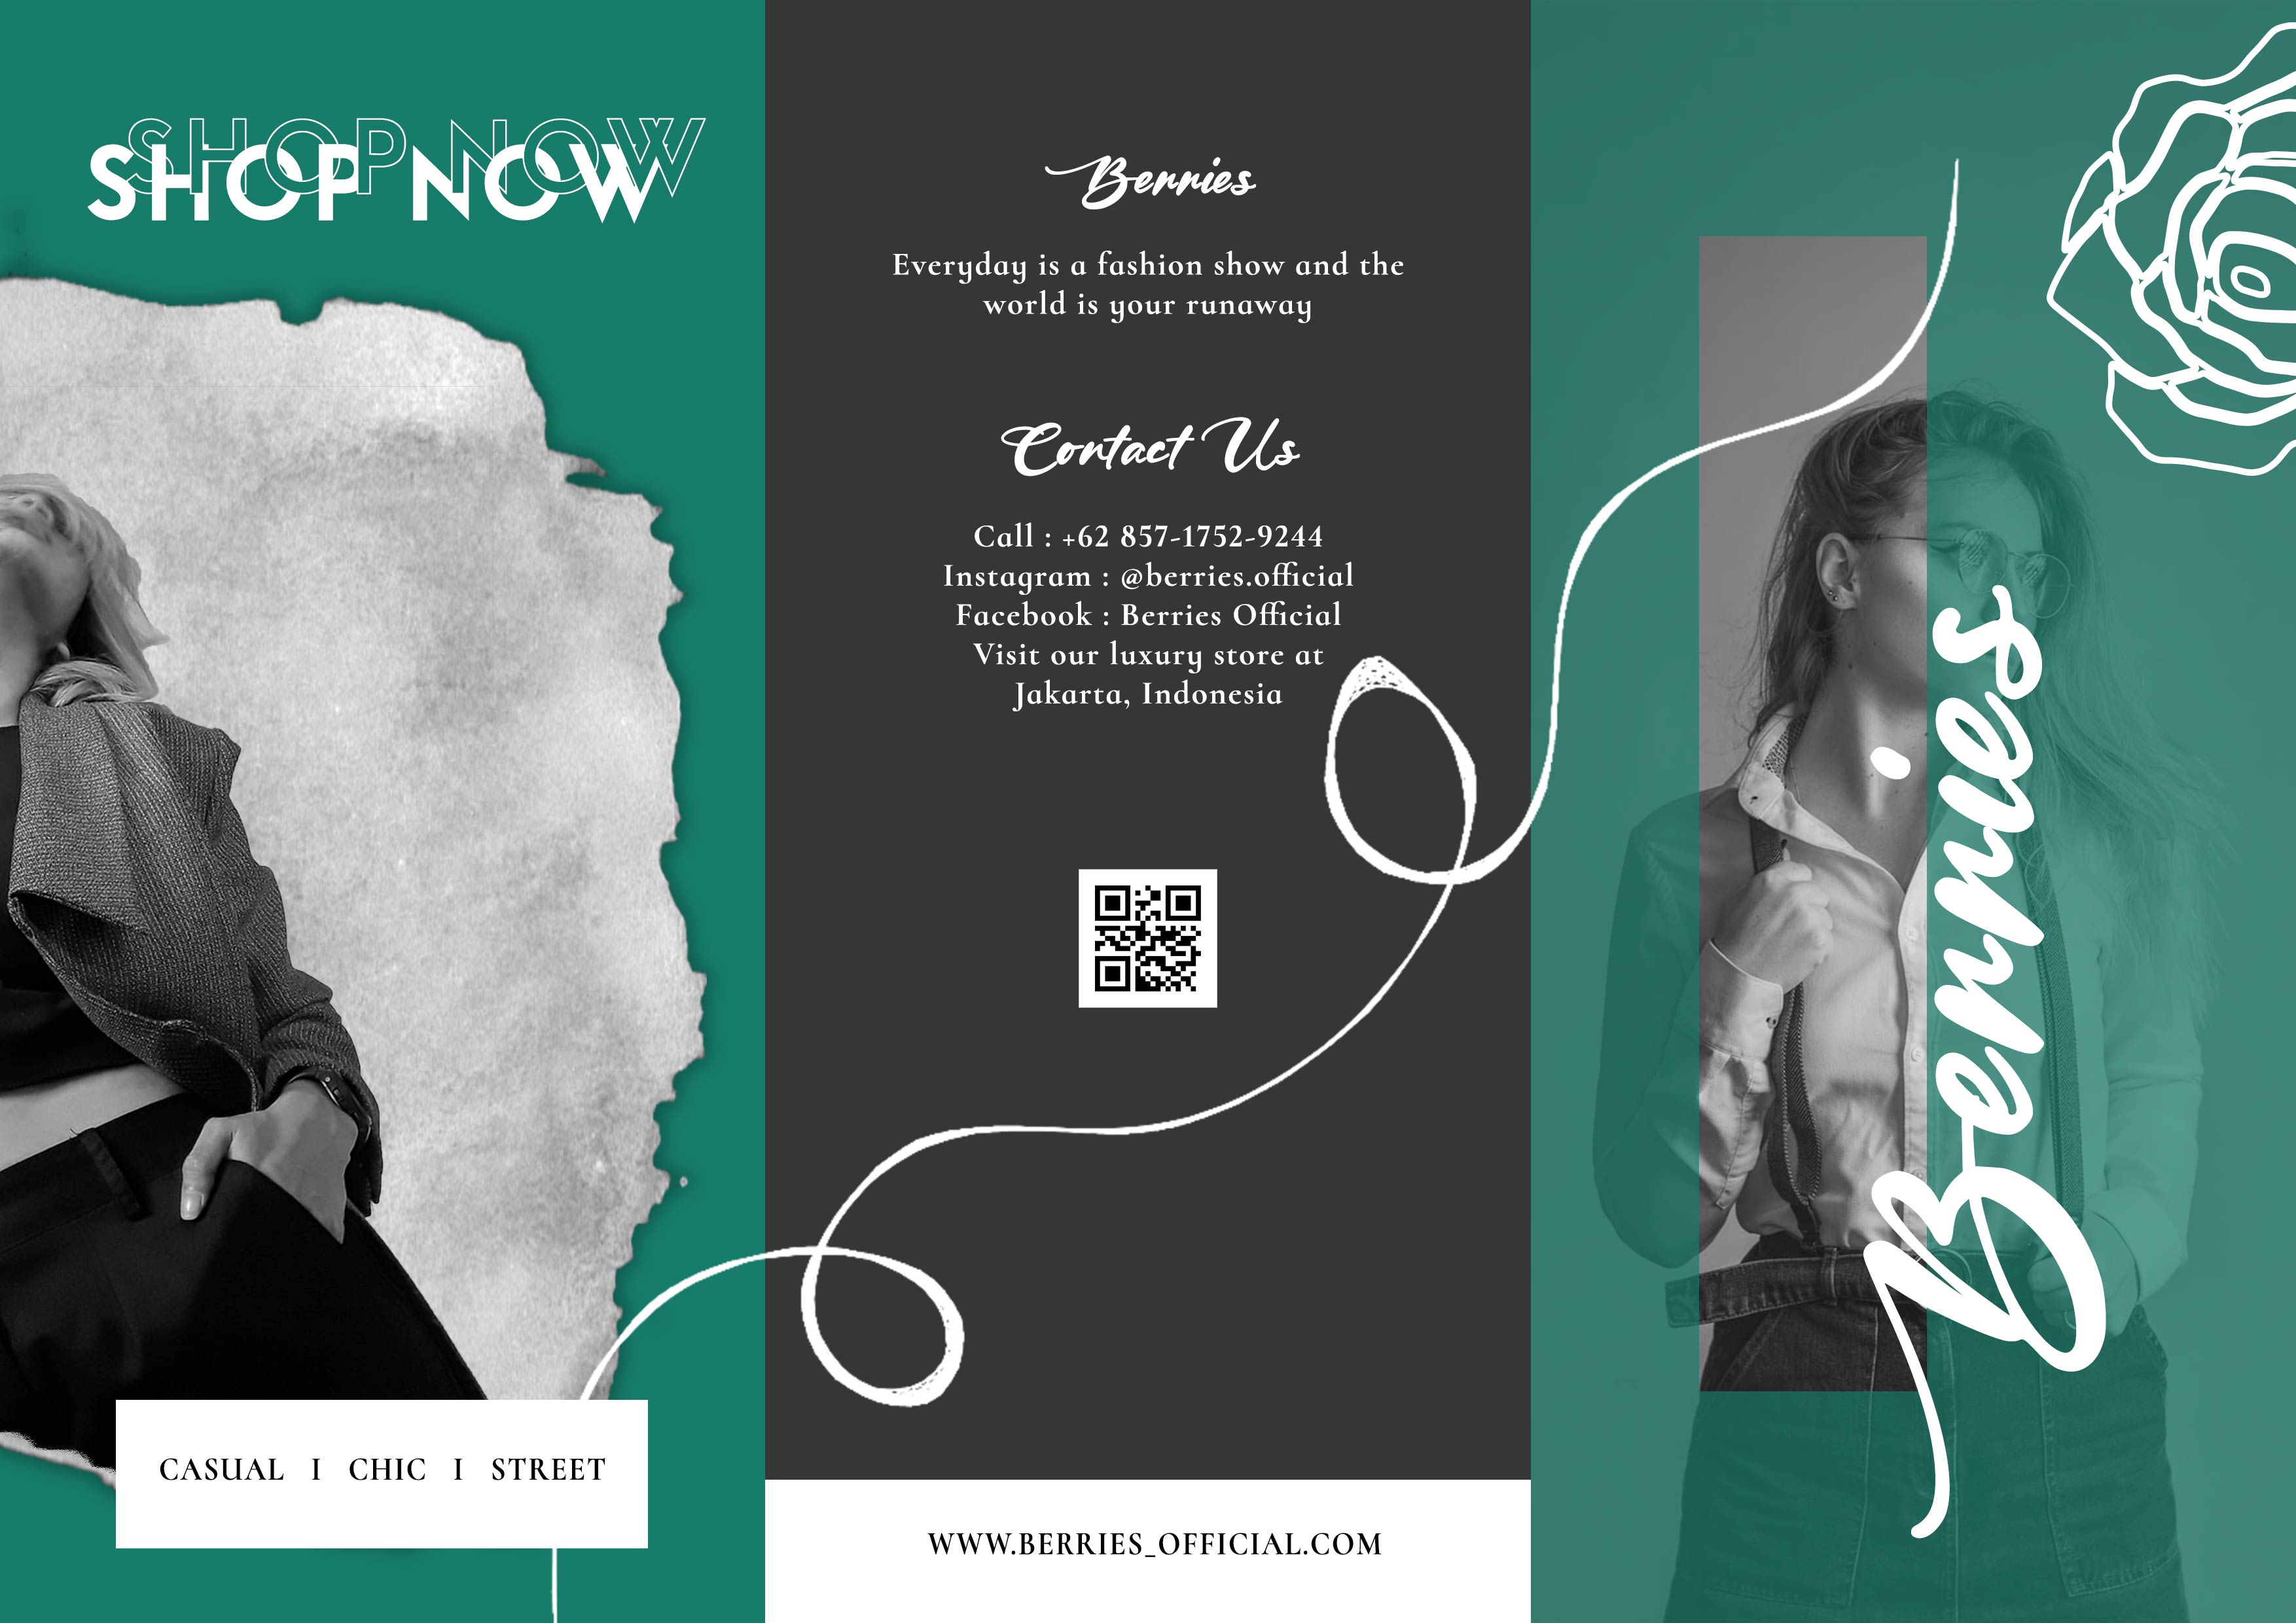 SHOP NOW
SHOP NOW
CASUAL I CHIC I STREET
Berries
Everyday is a fashion show and the
world is your runaway
Contact Us
Call : +62 857-1752-9244
Instagram : @berries.official
Facebook : Berries Official
Visit our luxury store at
Jakarta, Indonesia
WWW.BERRIES_OFFICIAL.COM
Berries